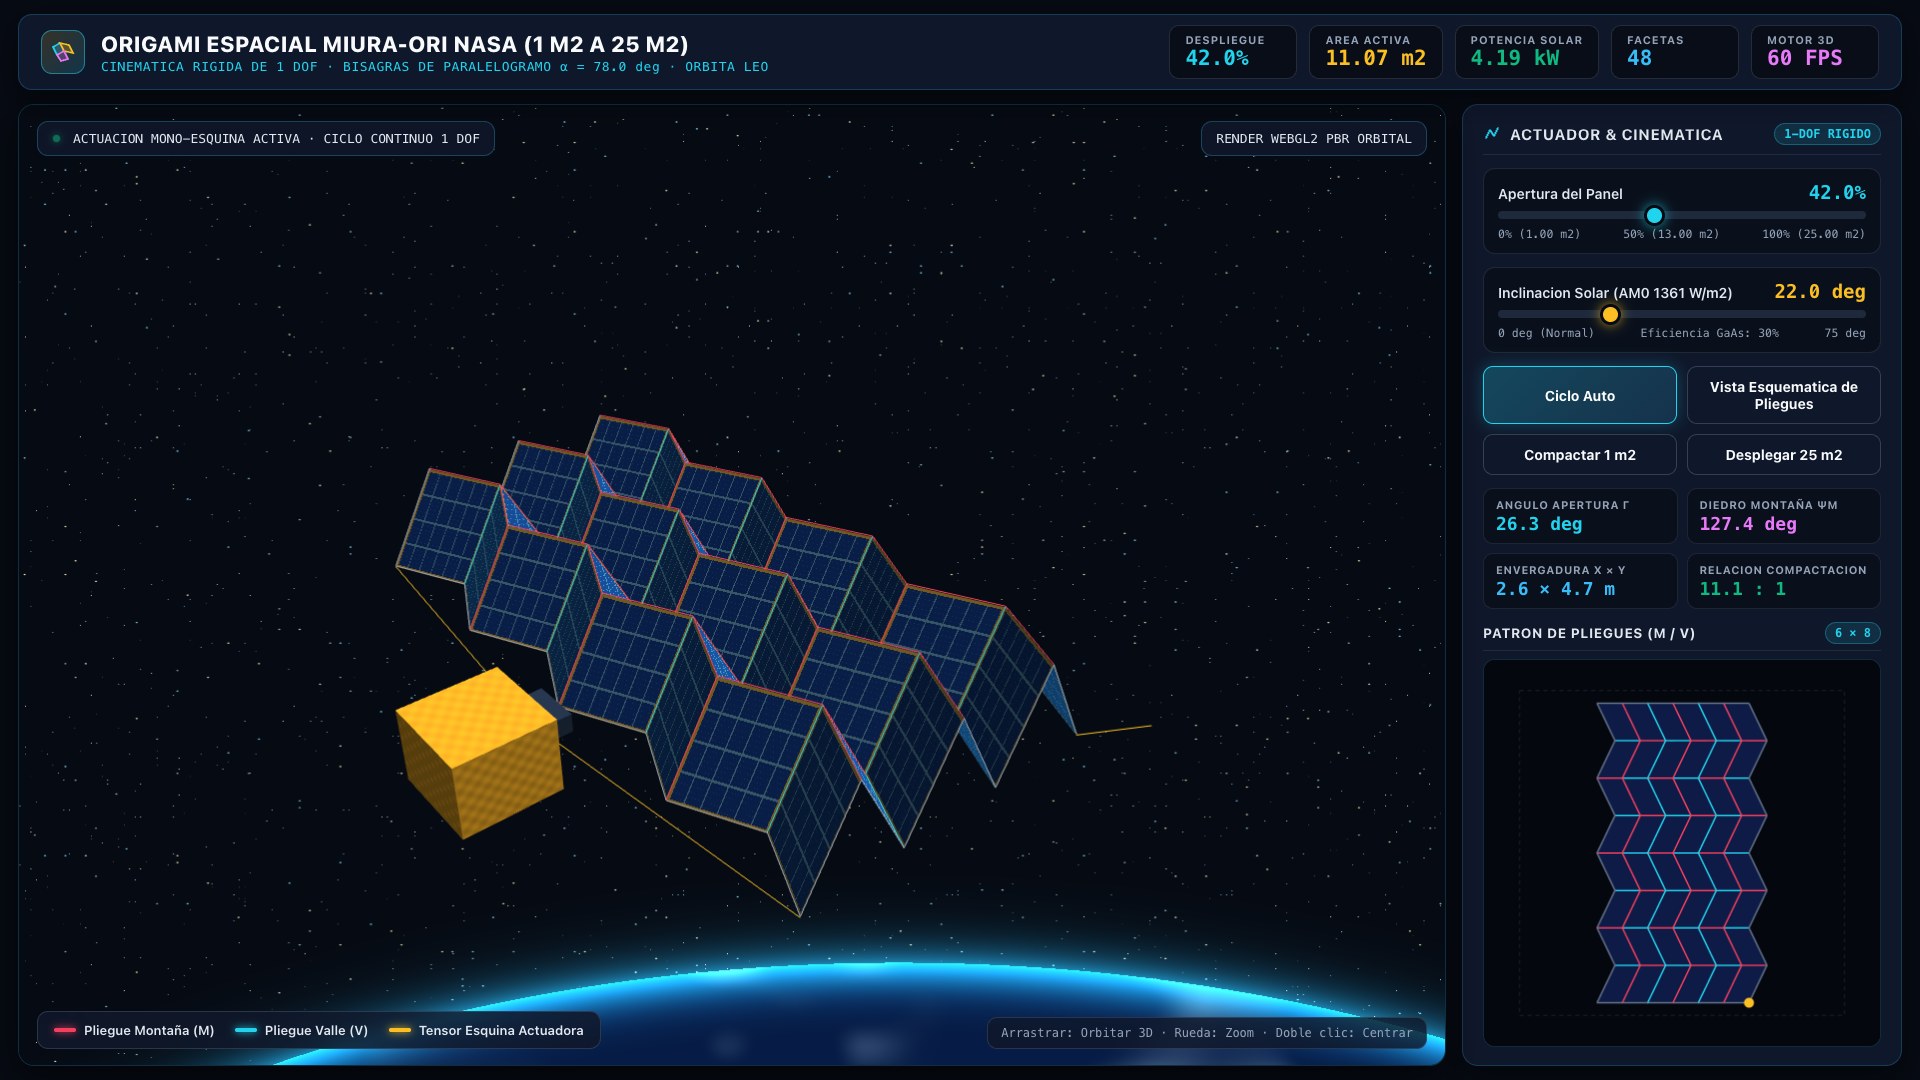 ORIGAMI ESPACIAL MIURA-ORI NASA (1 M2 A 25 M2)
CINEMATICA RIGIDA DE 1 DOF · BISAGRAS DE PARALELOGRAMO α = 78.0 deg · ORBITA LEO
DESPLIEGUE
42.0%
AREA ACTIVA
11.07 m2
POTENCIA SOLAR
4.19 kW
FACETAS
48
MOTOR 3D
60 FPS
ACTUACION MONO-ESQUINA ACTIVA · CICLO CONTINUO 1 DOF
RENDER WEBGL2 PBR ORBITAL
Pliegue Montaña (M)
Pliegue Valle (V)
Tensor Esquina Actuadora
Arrastrar: Orbitar 3D · Rueda: Zoom · Doble clic: Centrar
ACTUADOR & CINEMATICA
1-DOF RIGIDO
Apertura del Panel
42.0%
0% (1.00 m2)
50% (13.00 m2)
100% (25.00 m2)
Inclinacion Solar (AM0 1361 W/m2)
22.0 deg
0 deg (Normal)
Eficiencia GaAs: 30%
75 deg
Ciclo Auto
Vista Esquematica de
Pliegues
Compactar 1 m2
Desplegar 25 m2
ANGULO APERTURA Γ
26.3 deg
DIEDRO MONTAÑA ΨM
127.4 deg
ENVERGADURA X × Y
2.6 × 4.7 m
RELACION COMPACTACION
11.1 : 1
PATRON DE PLIEGUES (M / V)
6 × 8